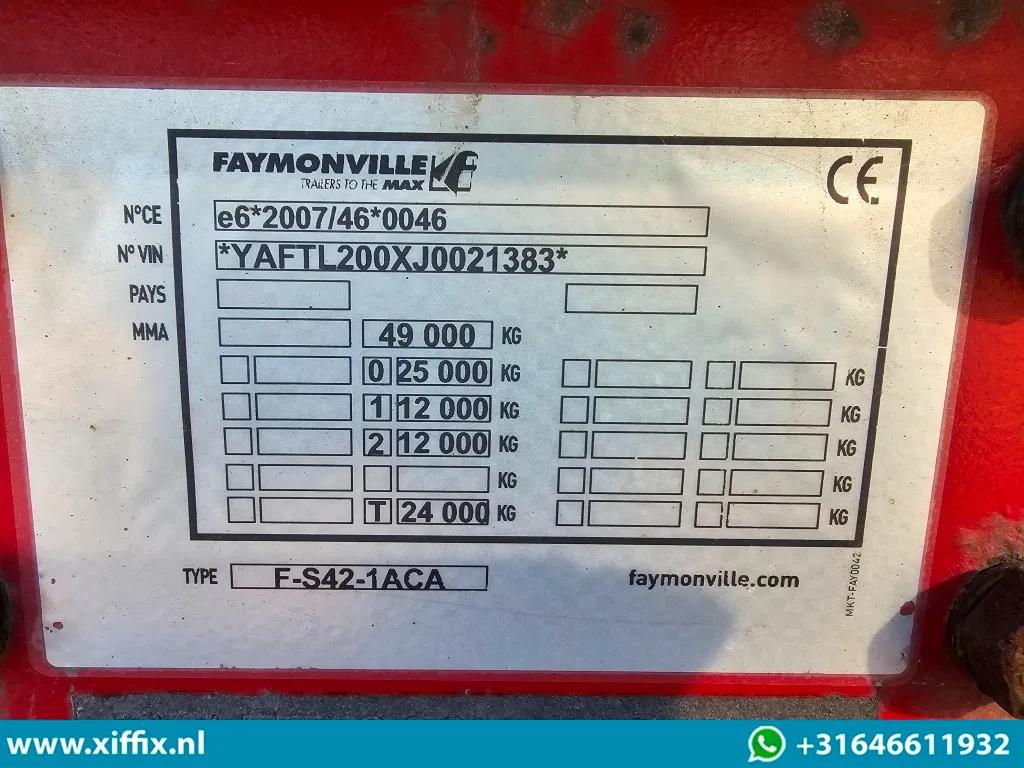 FAYMONVILLE
TRAILERS TO THE MAX
CE
N°CE e6*2007/46*0046
N° VIN *YAFTL200XJ0021383*
PAYS
MMA 49 000 KG
0 25 000 KG KG
1 12 000 KG KG
2 12 000 KG KG
KG KG
T 24 000 KG KG
TYPE F-S42-1ACA faymonville.com
MKT-FAY0042
www.xiffix.nl +31646611932